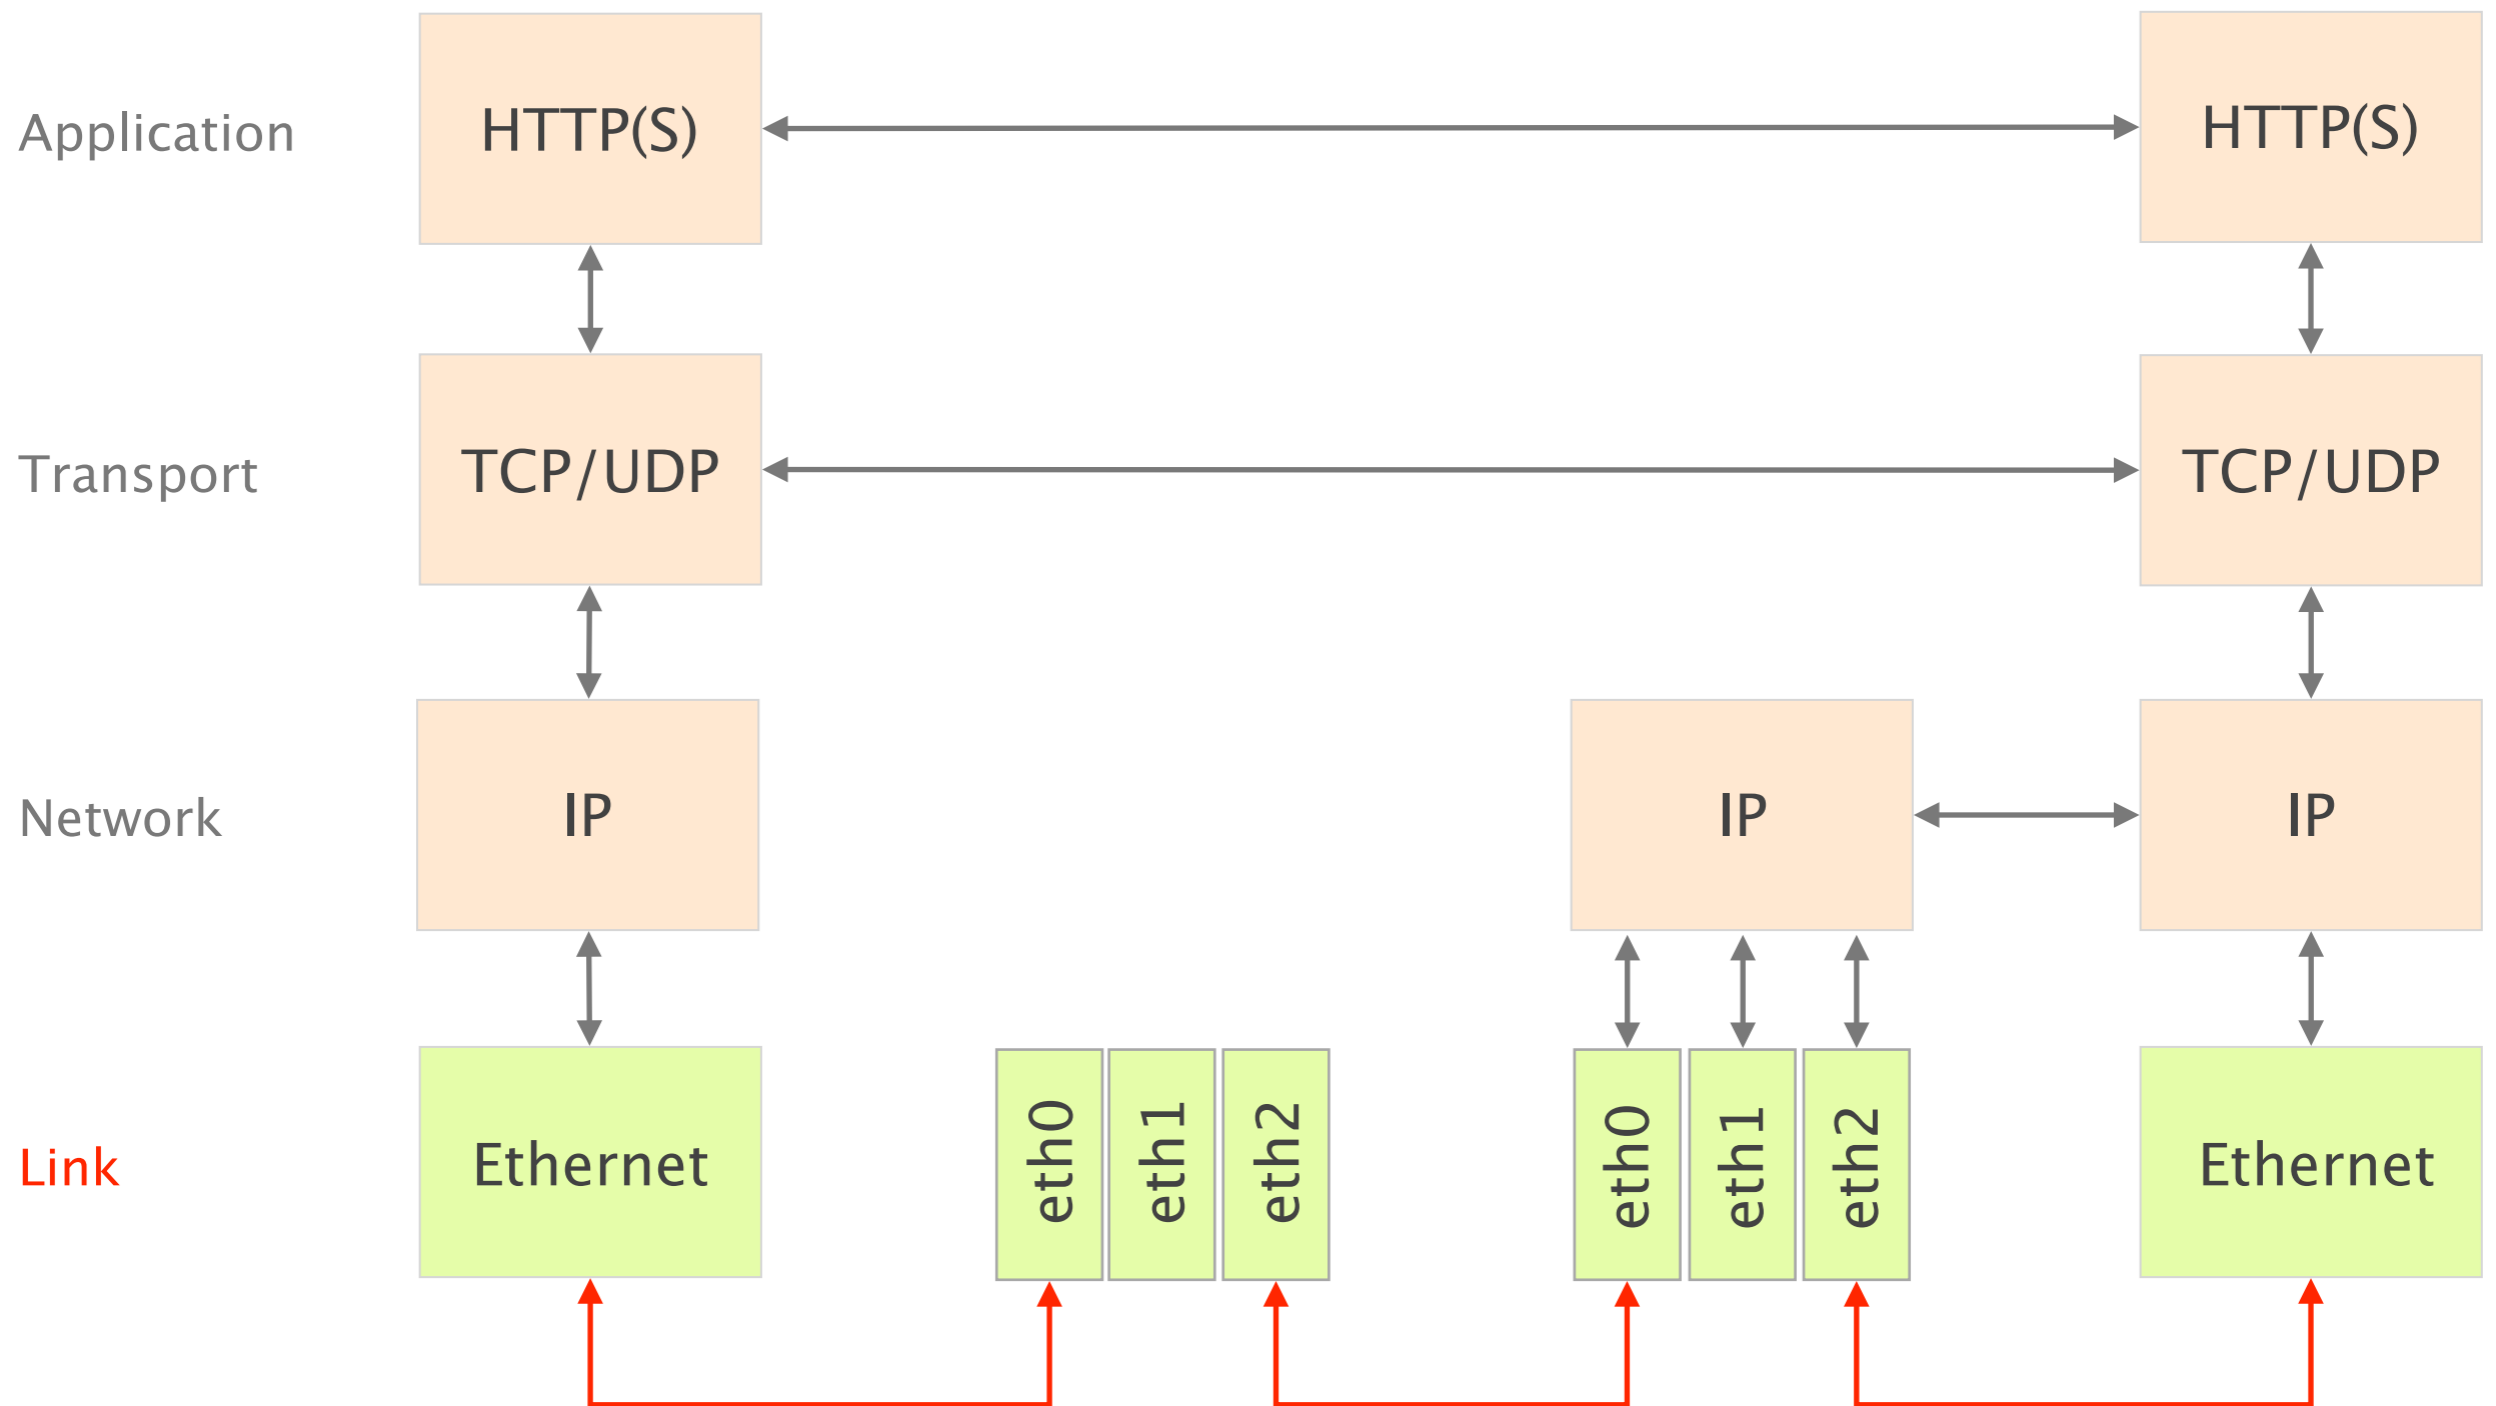 Application
HTTP(S)
HTTP(S)
Transport
TCP/UDP
TCP/UDP
Network
IP
IP
IP
Link
Ethernet
eth0
eth1
eth2
eth0
eth1
eth2
Ethernet